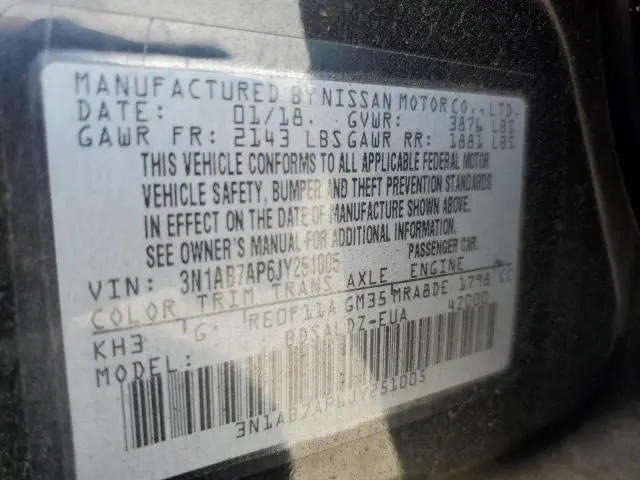 MANUFACTURED BY NISSAN MOTOR CO., LTD.
DATE: 01/18. GVWR: 3876 LBS
GAWR FR: 2143 LBS GAWR RR: 1881 LBS
THIS VEHICLE CONFORMS TO ALL APPLICABLE FEDERAL MOTOR
VEHICLE SAFETY, BUMPER AND THEFT PREVENTION STANDARDS
IN EFFECT ON THE DATE OF MANUFACTURE SHOWN ABOVE.
SEE OWNER'S MANUAL FOR ADDITIONAL INFORMATION.
VIN: 3N1AB7AP6JY251005 PASSENGER CAR.
COLOR TRIM TRANS AXLE ENGINE
KH3 G: RE0F11A GM35 MRA8DE 1798 CC
MODEL: BDSALDZ-EUA 42000
3N1AB7AP6JY251005